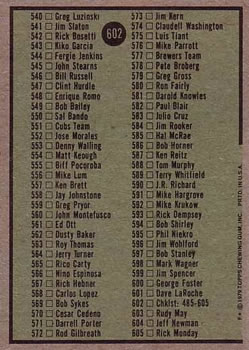 602
540 □ Greg Luzinski
541 □ Jim Slaton
542 □ Rick Bosetti
543 □ Kiko Garcia
544 □ Fergie Jenkins
545 □ John Stearns
546 □ Bill Russell
547 □ Clint Hurdle
548 □ Enrique Romo
549 □ Bob Bailey
550 □ Sal Bando
551 □ Cubs Team
552 □ Jose Morales
553 □ Denny Walling
554 □ Matt Keough
555 □ Biff Pocoroba
556 □ Mike Lum
557 □ Ken Brett
558 □ Jay Johnstone
559 □ Greg Pryor
560 □ John Montefusco
561 □ Ed Ott
562 □ Dusty Baker
563 □ Roy Thomas
564 □ Jerry Turner
565 □ Rico Carty
566 □ Nino Espinosa
567 □ Rich Hebner
568 □ Carlos Lopez
569 □ Bob Sykes
570 □ Cesar Cedeno
571 □ Darrell Porter
572 □ Rod Gilbreath
573 □ Jim Kern
574 □ Claudell Washington
575 □ Luis Tiant
576 □ Mike Parrott
577 □ Brewers Team
578 □ Pete Broberg
579 □ Greg Gross
580 □ Ron Fairly
581 □ Darold Knowles
582 □ Paul Blair
583 □ Julio Cruz
584 □ Jim Rooker
585 □ Hal McRae
586 □ Bob Horner
587 □ Ken Reitz
588 □ Tom Murphy
589 □ Terry Whitfield
590 □ J.R. Richard
591 □ Mike Hargrove
592 □ Mike Krukow
593 □ Rick Dempsey
594 □ Bob Shirley
595 □ Phil Niekro
596 □ Jim Wohlford
597 □ Bob Stanley
598 □ Mark Wagner
599 □ Jim Spencer
600 □ George Foster
601 □ Dave LaRoche
602 □ Chklst: 485-605
603 □ Rudy May
604 □ Jeff Newman
605 □ Rick Monday
© 1979 TOPPS CHEWING GUM, INC. PRTD. IN U.S.A.